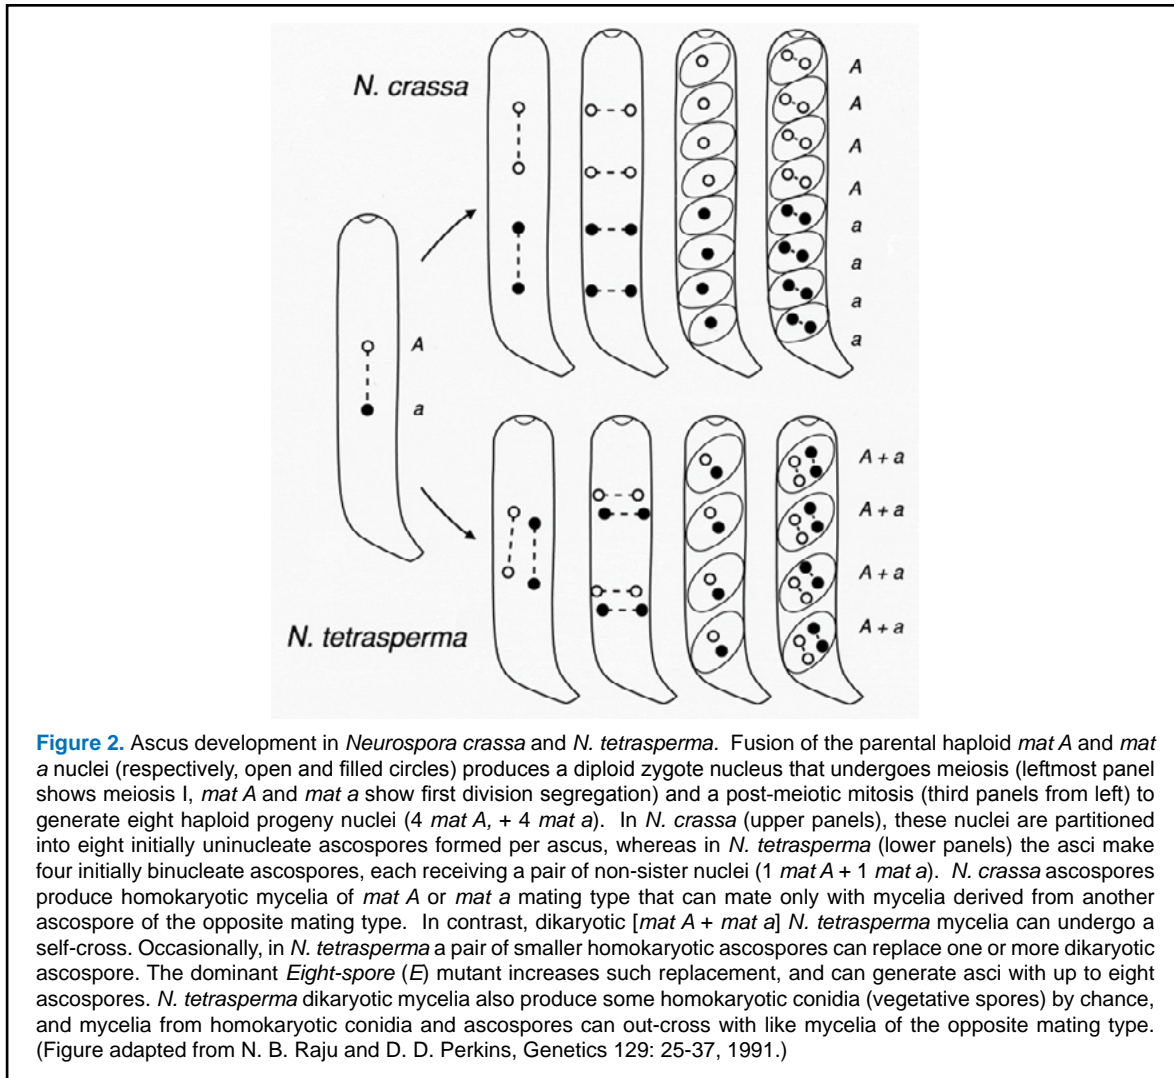 N. crassa
A
A
A
A
a
a
a
a
A
a
A + a
A + a
A + a
A + a
N. tetrasperma
Figure 2. Ascus development in Neurospora crassa and N. tetrasperma. Fusion of the parental haploid mat A and mat
a nuclei (respectively, open and filled circles) produces a diploid zygote nucleus that undergoes meiosis (leftmost panel
shows meiosis I, mat A and mat a show first division segregation) and a post-meiotic mitosis (third panels from left) to
generate eight haploid progeny nuclei (4 mat A, + 4 mat a). In N. crassa (upper panels), these nuclei are partitioned
into eight initially uninucleate ascospores formed per ascus, whereas in N. tetrasperma (lower panels) the asci make
four initially binucleate ascospores, each receiving a pair of non-sister nuclei (1 mat A + 1 mat a). N. crassa ascospores
produce homokaryotic mycelia of mat A or mat a mating type that can mate only with mycelia derived from another
ascospore of the opposite mating type. In contrast, dikaryotic [mat A + mat a] N. tetrasperma mycelia can undergo a
self-cross. Occasionally, in N. tetrasperma a pair of smaller homokaryotic ascospores can replace one or more dikaryotic
ascospore. The dominant Eight-spore (E) mutant increases such replacement, and can generate asci with up to eight
ascospores. N. tetrasperma dikaryotic mycelia also produce some homokaryotic conidia (vegetative spores) by chance,
and mycelia from homokaryotic conidia and ascospores can out-cross with like mycelia of the opposite mating type.
(Figure adapted from N. B. Raju and D. D. Perkins, Genetics 129: 25-37, 1991.)